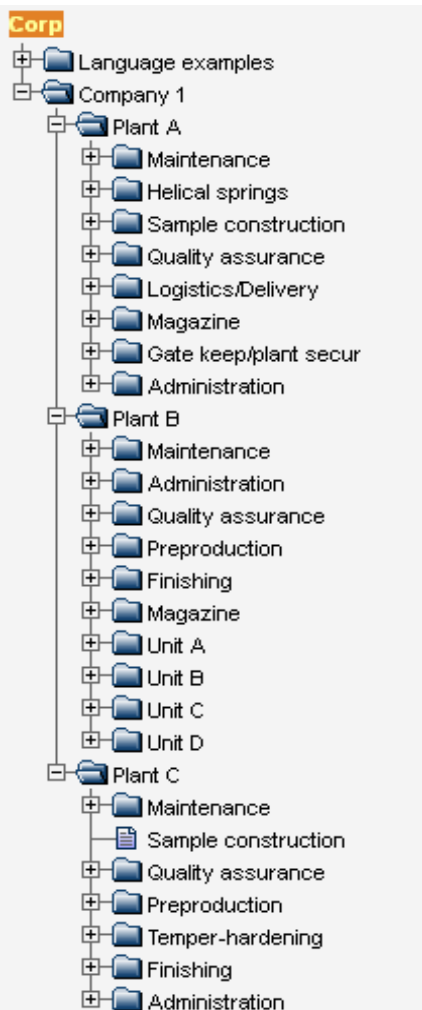 Corp
Language examples
Company 1
Plant A
Maintenance
Helical springs
Sample construction
Quality assurance
Logistics/Delivery
Magazine
Gate keep/plant secur
Administration
Plant B
Maintenance
Administration
Quality assurance
Preproduction
Finishing
Magazine
Unit A
Unit B
Unit C
Unit D
Plant C
Maintenance
Sample construction
Quality assurance
Preproduction
Temper-hardening
Finishing
Administration